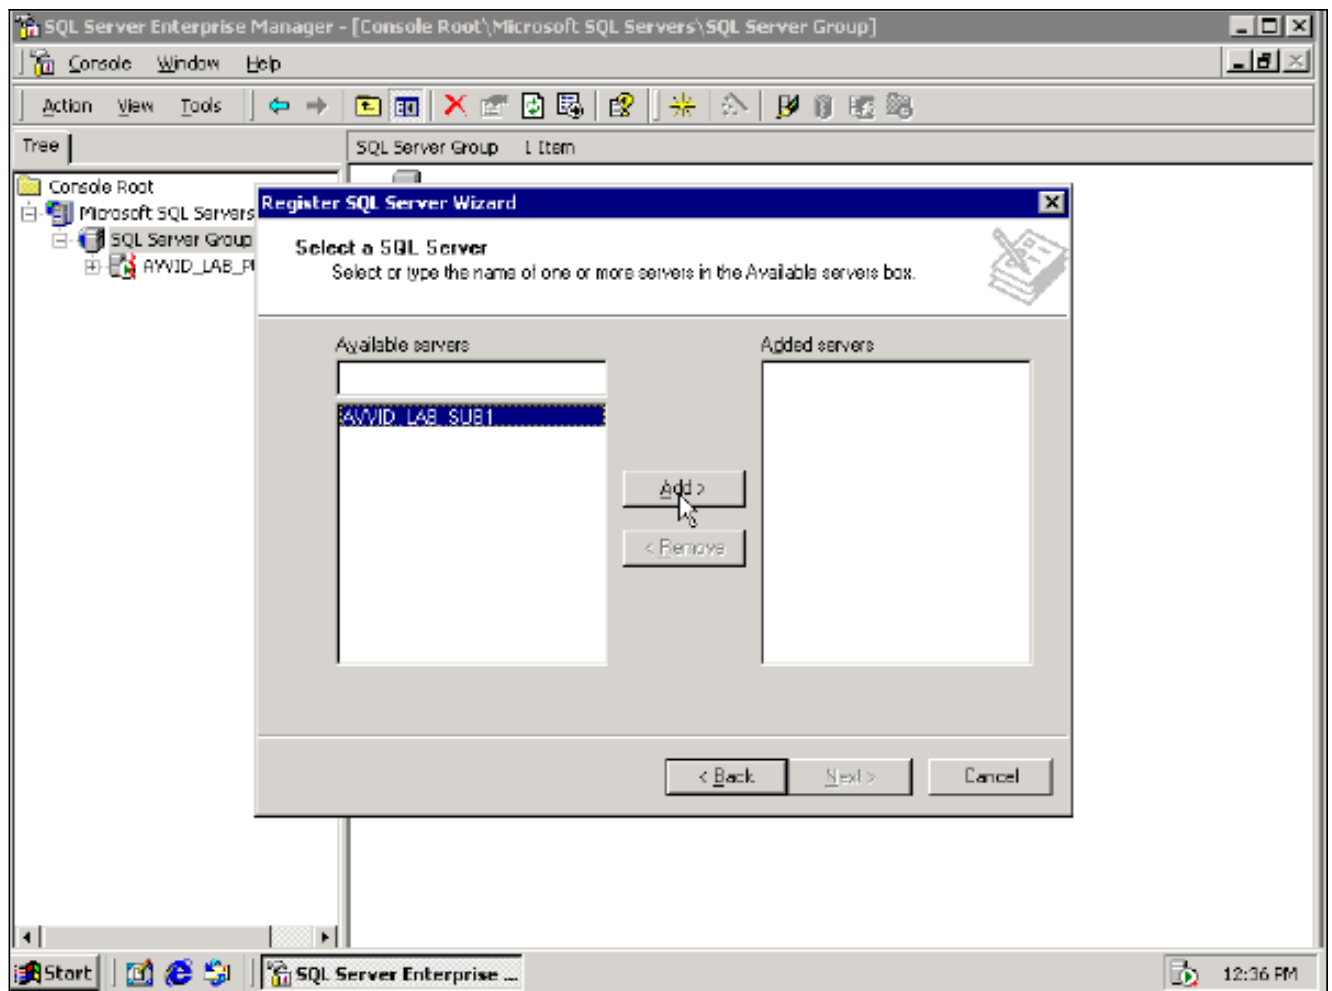 SQL Server Enterprise Manager - [Console Root\Microsoft SQL Servers\SQL Server Group]
Console Window Help
Action View Tools
Tree
SQL Server Group 1 Item
Console Root
Microsoft SQL Servers
SQL Server Group
AVVID_LAB_P
Register SQL Server Wizard
Select a SQL Server
Select or type the name of one or more servers in the Available servers box.
Available servers
Added servers
AVVID_LAB_SUB1
Add >
< Remove
< Back
Next >
Cancel
Start
SQL Server Enterprise ...
12:36 PM